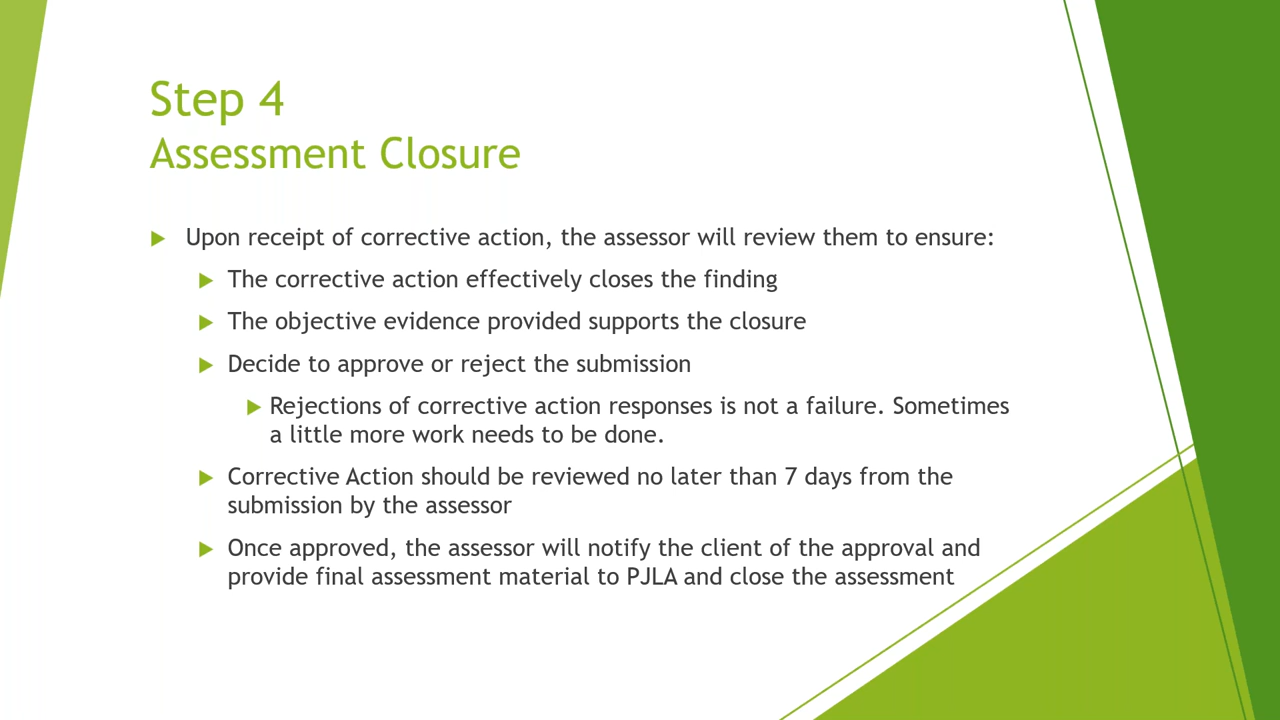 Step 4
Assessment Closure
Upon receipt of corrective action, the assessor will review them to ensure:
The corrective action effectively closes the finding
The objective evidence provided supports the closure
Decide to approve or reject the submission
Rejections of corrective action responses is not a failure. Sometimes
a little more work needs to be done.
Corrective Action should be reviewed no later than 7 days from the
submission by the assessor
Once approved, the assessor will notify the client of the approval and
provide final assessment material to PJLA and close the assessment